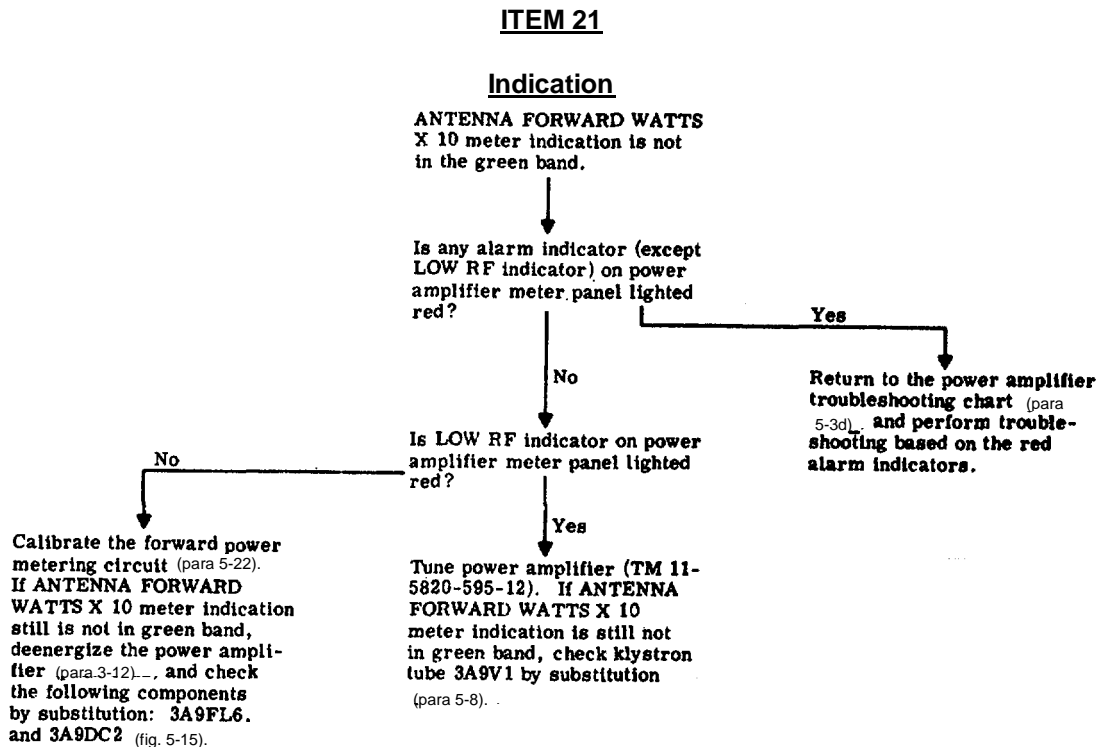 ITEM 21
Indication
ANTENNA FORWARD WATTS
X 10 meter indication is not
in the green band.
Is any alarm indicator (except
LOW RF indicator) on power
amplifier meter panel lighted
red?
Yes
No
Return to the power amplifier
troubleshooting chart (para
5-3d). and perform trouble-
shooting based on the red
alarm indicators.
Is LOW RF indicator on power
amplifier meter panel lighted
red?
No
Yes
Calibrate the forward power
metering circuit (para 5-22).
If ANTENNA FORWARD
WATTS X 10 meter indication
still is not in green band,
deenergize the power ampli-
fier (para 3-12), and check
the following components
by substitution: 3A9FL6.
and 3A9DC2 (fig. 5-15).
Tune power amplifier (TM 11-
5820-595-12). If ANTENNA
FORWARD WATTS X 10
meter indication is still not
in green band, check klystron
tube 3A9V1 by substitution
(para 5-8).